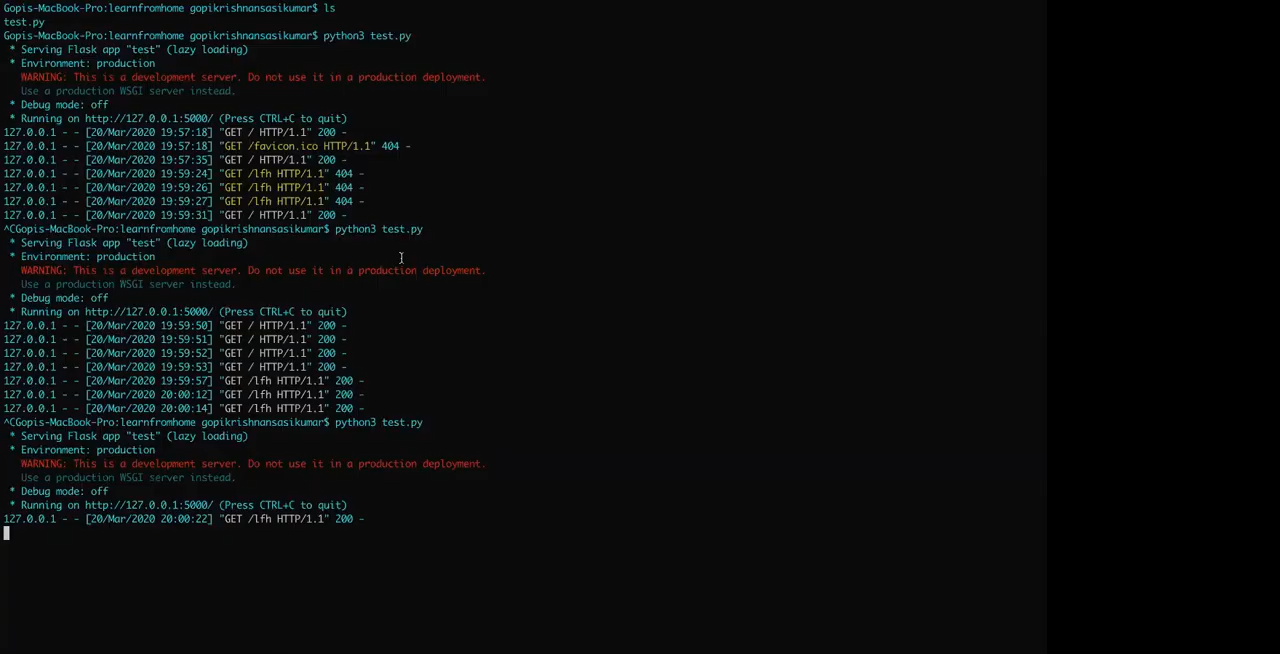 Gopis-MacBook-Pro:learnfromhome gopikrishnansasikumar$ ls
test.py
Gopis-MacBook-Pro:learnfromhome gopikrishnansasikumar$ python3 test.py
 * Serving Flask app "test" (lazy loading)
 * Environment: production
   WARNING: This is a development server. Do not use it in a production deployment.
   Use a production WSGI server instead.
 * Debug mode: off
 * Running on http://127.0.0.1:5000/ (Press CTRL+C to quit)
127.0.0.1 - - [20/Mar/2020 19:57:18] "GET / HTTP/1.1" 200 -
127.0.0.1 - - [20/Mar/2020 19:57:18] "GET /favicon.ico HTTP/1.1" 404 -
127.0.0.1 - - [20/Mar/2020 19:57:35] "GET / HTTP/1.1" 200 -
127.0.0.1 - - [20/Mar/2020 19:59:24] "GET /lfh HTTP/1.1" 404 -
127.0.0.1 - - [20/Mar/2020 19:59:26] "GET /lfh HTTP/1.1" 404 -
127.0.0.1 - - [20/Mar/2020 19:59:27] "GET /lfh HTTP/1.1" 404 -
127.0.0.1 - - [20/Mar/2020 19:59:31] "GET / HTTP/1.1" 200 -
^CGopis-MacBook-Pro:learnfromhome gopikrishnansasikumar$ python3 test.py
 * Serving Flask app "test" (lazy loading)
 * Environment: production
   WARNING: This is a development server. Do not use it in a production deployment.
   Use a production WSGI server instead.
 * Debug mode: off
 * Running on http://127.0.0.1:5000/ (Press CTRL+C to quit)
127.0.0.1 - - [20/Mar/2020 19:59:50] "GET / HTTP/1.1" 200 -
127.0.0.1 - - [20/Mar/2020 19:59:51] "GET / HTTP/1.1" 200 -
127.0.0.1 - - [20/Mar/2020 19:59:52] "GET / HTTP/1.1" 200 -
127.0.0.1 - - [20/Mar/2020 19:59:53] "GET / HTTP/1.1" 200 -
127.0.0.1 - - [20/Mar/2020 19:59:57] "GET /lfh HTTP/1.1" 200 -
127.0.0.1 - - [20/Mar/2020 20:00:12] "GET /lfh HTTP/1.1" 200 -
127.0.0.1 - - [20/Mar/2020 20:00:14] "GET /lfh HTTP/1.1" 200 -
^CGopis-MacBook-Pro:learnfromhome gopikrishnansasikumar$ python3 test.py
 * Serving Flask app "test" (lazy loading)
 * Environment: production
   WARNING: This is a development server. Do not use it in a production deployment.
   Use a production WSGI server instead.
 * Debug mode: off
 * Running on http://127.0.0.1:5000/ (Press CTRL+C to quit)
127.0.0.1 - - [20/Mar/2020 20:00:22] "GET /lfh HTTP/1.1" 200 -